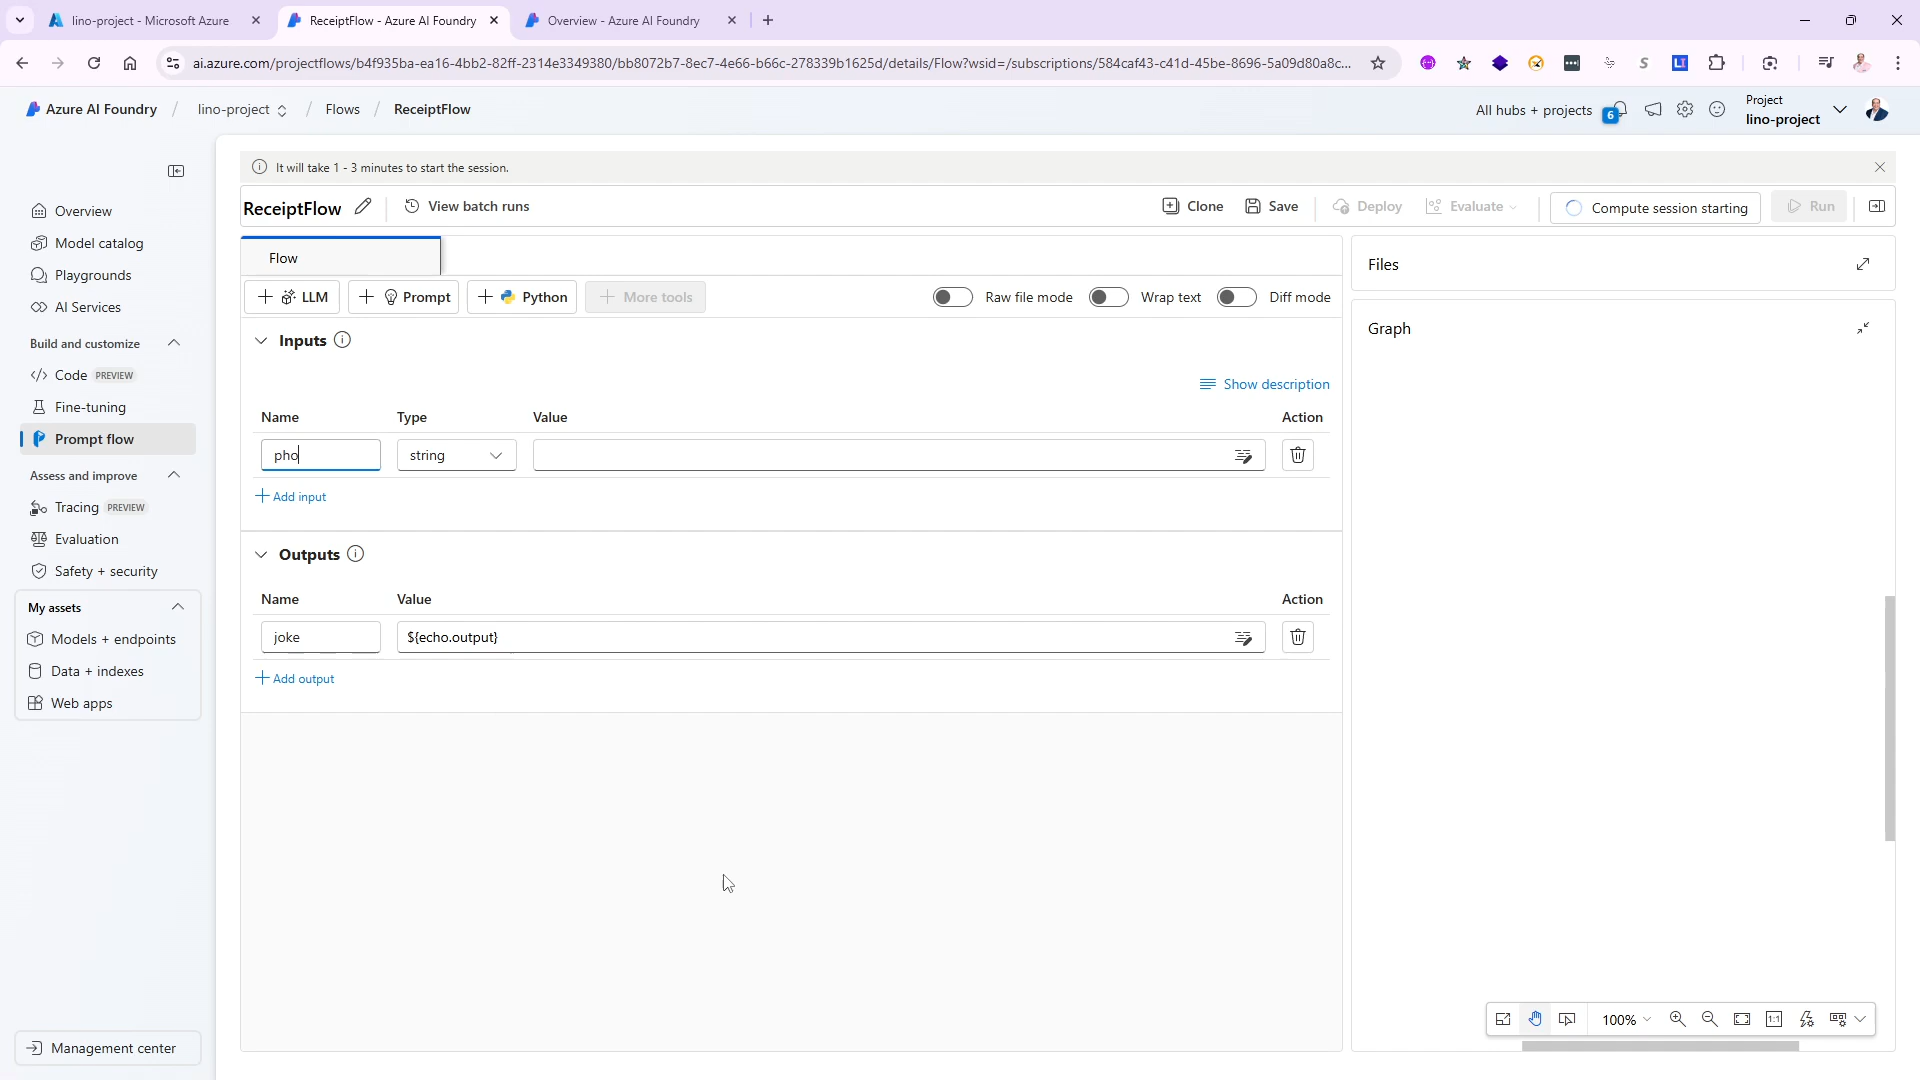 lino-project - Microsoft Azure
ReceiptFlow - Azure AI Foundry
Overview - Azure AI Foundry
ai.azure.com/projectflows/b4f935ba-ea16-4bb2-82ff-2314e3349380/bb8072b7-8ec7-4e66-b66c-278339b1625d/details/Flow?wsid=/subscriptions/584caf43-c41d-45be-8696-5a09d80a8c...
Azure AI Foundry / lino-project / Flows / ReceiptFlow
All hubs + projects
6
Project
lino-project
It will take 1 - 3 minutes to start the session.
ReceiptFlow
View batch runs
Clone
Save
Deploy
Evaluate
Compute session starting
Run
Overview
Model catalog
Playgrounds
AI Services
Build and customize
Code PREVIEW
Fine-tuning
Prompt flow
Assess and improve
Tracing PREVIEW
Evaluation
Safety + security
My assets
Models + endpoints
Data + indexes
Web apps
Management center
Flow
+ LLM
+ Prompt
+ Python
+ More tools
Raw file mode
Wrap text
Diff mode
Inputs
Show description
Name Type Value Action
pho string
+ Add input
Outputs
Name Value Action
joke ${echo.output}
+ Add output
Files
Graph
100%
1:1